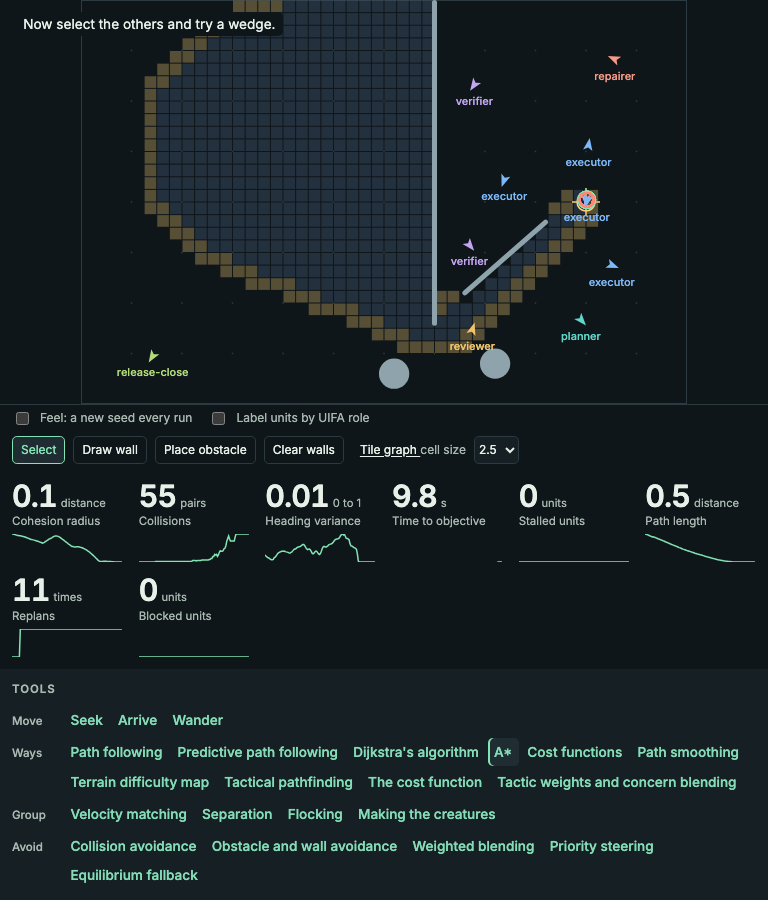 Now select the others and try a wedge.
repairer
verifier
executor
executor
executor
verifier
executor
planner
reviewer
release-close
Feel: a new seed every run
Label units by UIFA role
Select
Draw wall
Place obstacle
Clear walls
Tile graph cell size
2.5
0.1 distance
Cohesion radius
55 pairs
Collisions
0.01 0 to 1
Heading variance
9.8 s
Time to objective
0 units
Stalled units
0.5 distance
Path length
11 times
Replans
0 units
Blocked units
TOOLS
Move Seek Arrive Wander
Ways Path following Predictive path following Dijkstra's algorithm A* Cost functions Path smoothing
Terrain difficulty map Tactical pathfinding The cost function Tactic weights and concern blending
Group Velocity matching Separation Flocking Making the creatures
Avoid Collision avoidance Obstacle and wall avoidance Weighted blending Priority steering
Equilibrium fallback